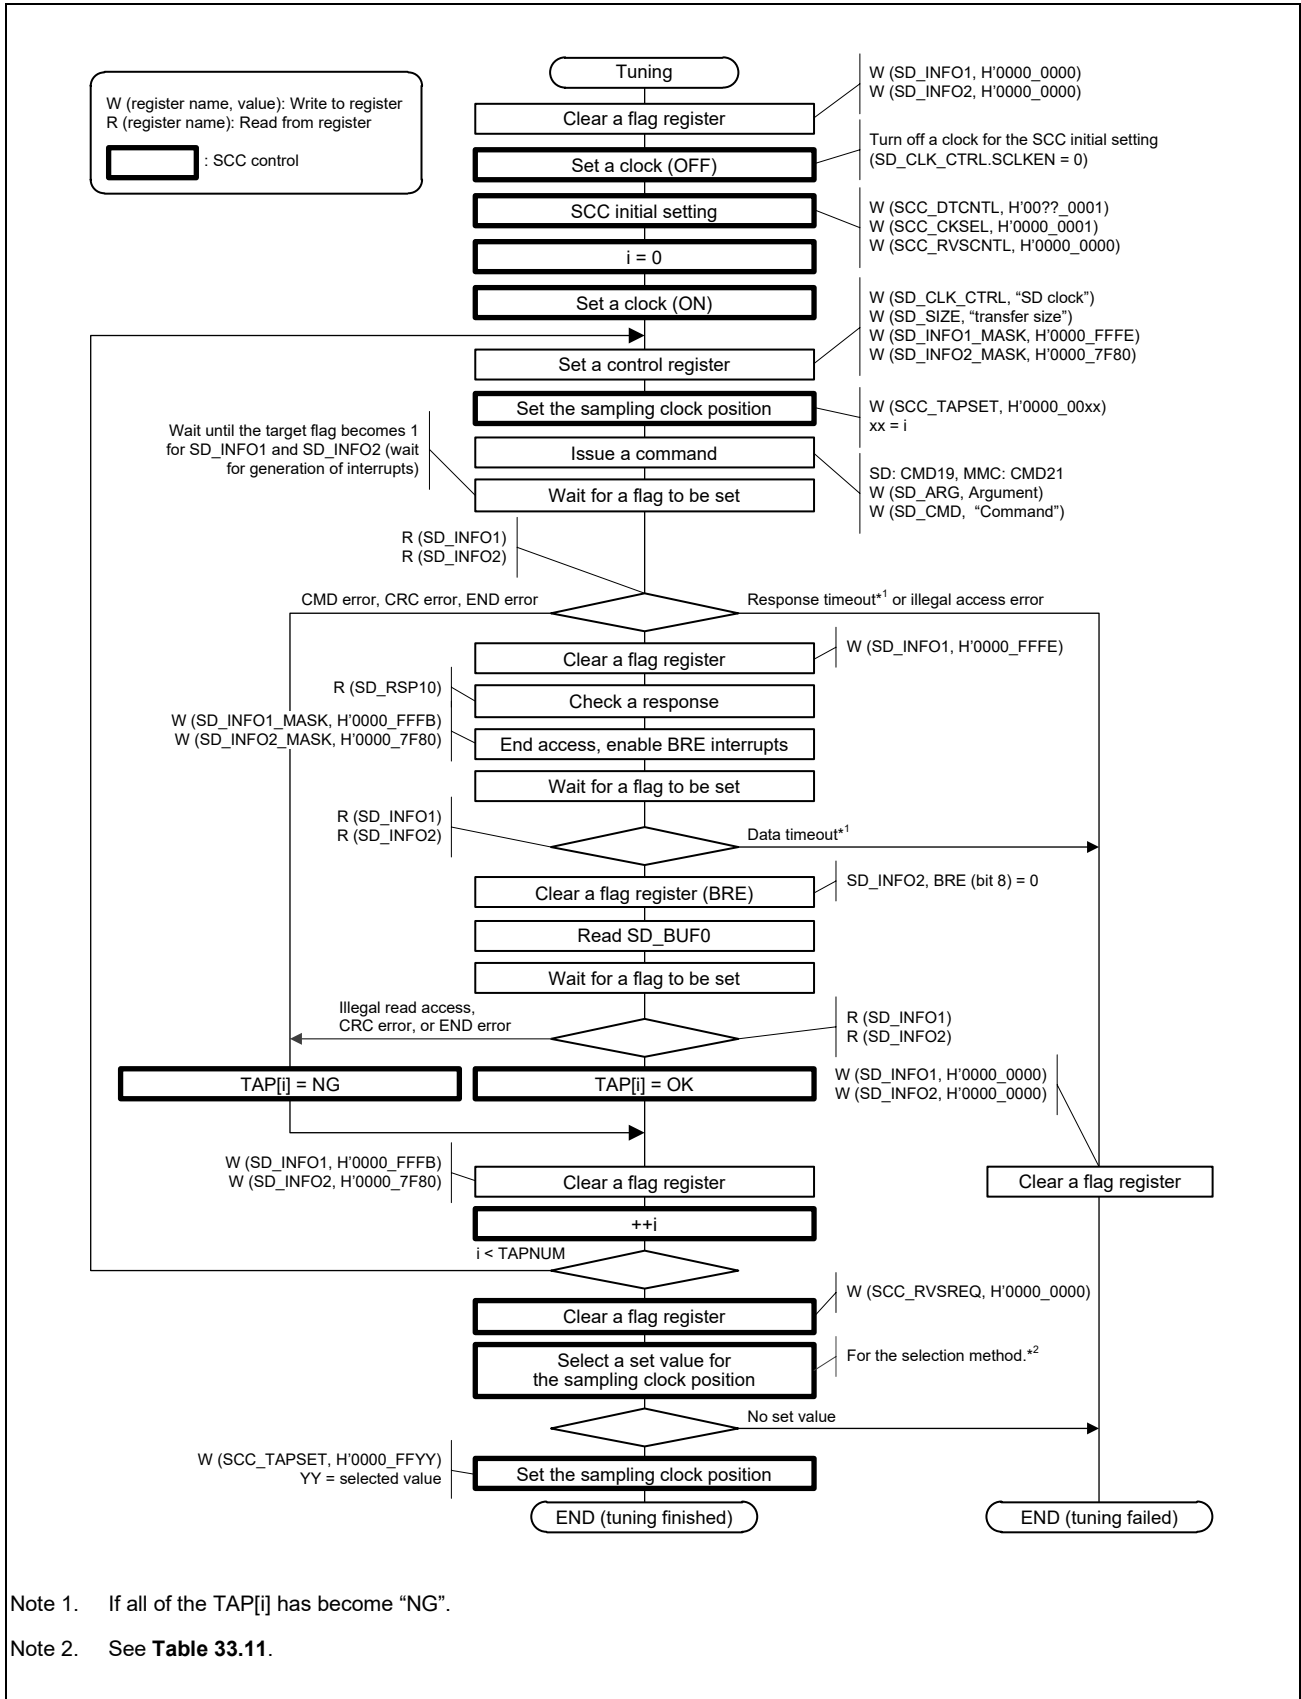 Tuning
W (register name, value): Write to register
R (register name): Read from register
: SCC control
W (SD_INFO1, H'0000_0000)
W (SD_INFO2, H'0000_0000)
Clear a flag register
Turn off a clock for the SCC initial setting
(SD_CLK_CTRL.SCLKEN = 0)
Set a clock (OFF)
SCC initial setting
W (SCC_DTCNTL, H'00??_0001)
W (SCC_CKSEL, H'0000_0001)
W (SCC_RVSCNTL, H'0000_0000)
i = 0
Set a clock (ON)
W (SD_CLK_CTRL, “SD clock”)
W (SD_SIZE, “transfer size”)
W (SD_INFO1_MASK, H'0000_FFFE)
W (SD_INFO2_MASK, H'0000_7F80)
Set a control register
Set the sampling clock position
W (SCC_TAPSET, H'0000_00xx)
xx = i
Wait until the target flag becomes 1
for SD_INFO1 and SD_INFO2 (wait
for generation of interrupts)
Issue a command
SD: CMD19, MMC: CMD21
W (SD_ARG, Argument)
W (SD_CMD, “Command”)
Wait for a flag to be set
R (SD_INFO1)
R (SD_INFO2)
CMD error, CRC error, END error
Response timeout*1 or illegal access error
Clear a flag register
W (SD_INFO1, H'0000_FFFE)
R (SD_RSP10)
Check a response
W (SD_INFO1_MASK, H'0000_FFFB)
W (SD_INFO2_MASK, H'0000_7F80)
End access, enable BRE interrupts
Wait for a flag to be set
R (SD_INFO1)
R (SD_INFO2)
Data timeout*1
Clear a flag register (BRE)
SD_INFO2, BRE (bit 8) = 0
Read SD_BUF0
Wait for a flag to be set
Illegal read access,
CRC error, or END error
R (SD_INFO1)
R (SD_INFO2)
TAP[i] = NG
TAP[i] = OK
W (SD_INFO1, H'0000_0000)
W (SD_INFO2, H'0000_0000)
W (SD_INFO1, H'0000_FFFB)
W (SD_INFO2, H'0000_7F80)
Clear a flag register
Clear a flag register
++i
i < TAPNUM
W (SCC_RVSREQ, H'0000_0000)
Clear a flag register
Select a set value for
the sampling clock position
For the selection method.*2
No set value
W (SCC_TAPSET, H'0000_FFYY)
YY = selected value
Set the sampling clock position
END (tuning finished)
END (tuning failed)
Note 1. If all of the TAP[i] has become “NG”.
Note 2. See Table 33.11.